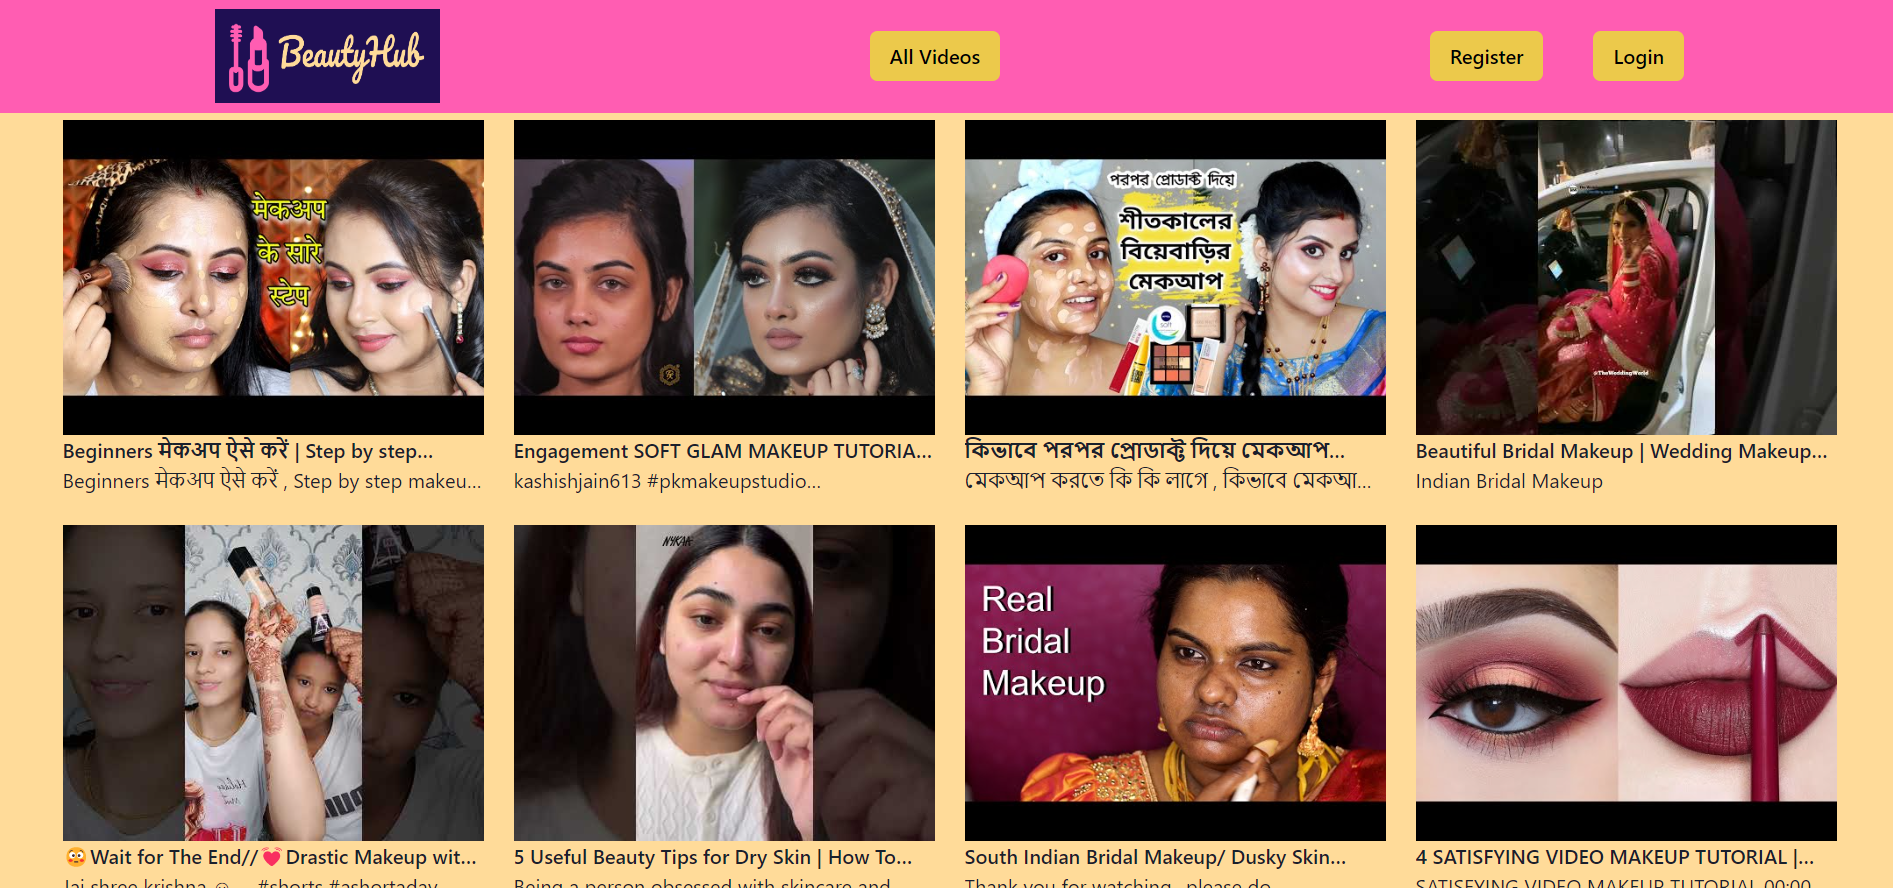 BeautyHub
All Videos
Register
Login
मेकअप
के सारे
स्टेप
পরপর প্রোডাক্ট দিয়ে
শীতকালের
বিয়েবাড়ির
মেকআপ
NIVEA
soft
@TheWeddingWorld
Beginners मेकअप ऐसे करें | Step by step...
Engagement SOFT GLAM MAKEUP TUTORIA...
কিভাবে পরপর প্রোডাক্ট দিয়ে মেকআপ...
Beautiful Bridal Makeup | Wedding Makeup...
Beginners मेकअप ऐसे करें , Step by step makeu...
kashishjain613 #pkmakeupstudio...
মেকআপ করতে কি কি লাগে , কিভাবে মেকআ...
Indian Bridal Makeup
NYKAA
Real
Bridal
Makeup
😳Wait for The End//💓Drastic Makeup wit...
5 Useful Beauty Tips for Dry Skin | How To...
South Indian Bridal Makeup/ Dusky Skin...
4 SATISFYING VIDEO MAKEUP TUTORIAL |...
Jai shree krishna ☺️ ... #shorts #ashortaday
Being a person obsessed with skincare and
Thank you for watching , please do
SATISFYING VIDEO MAKEUP TUTORIAL 00:00